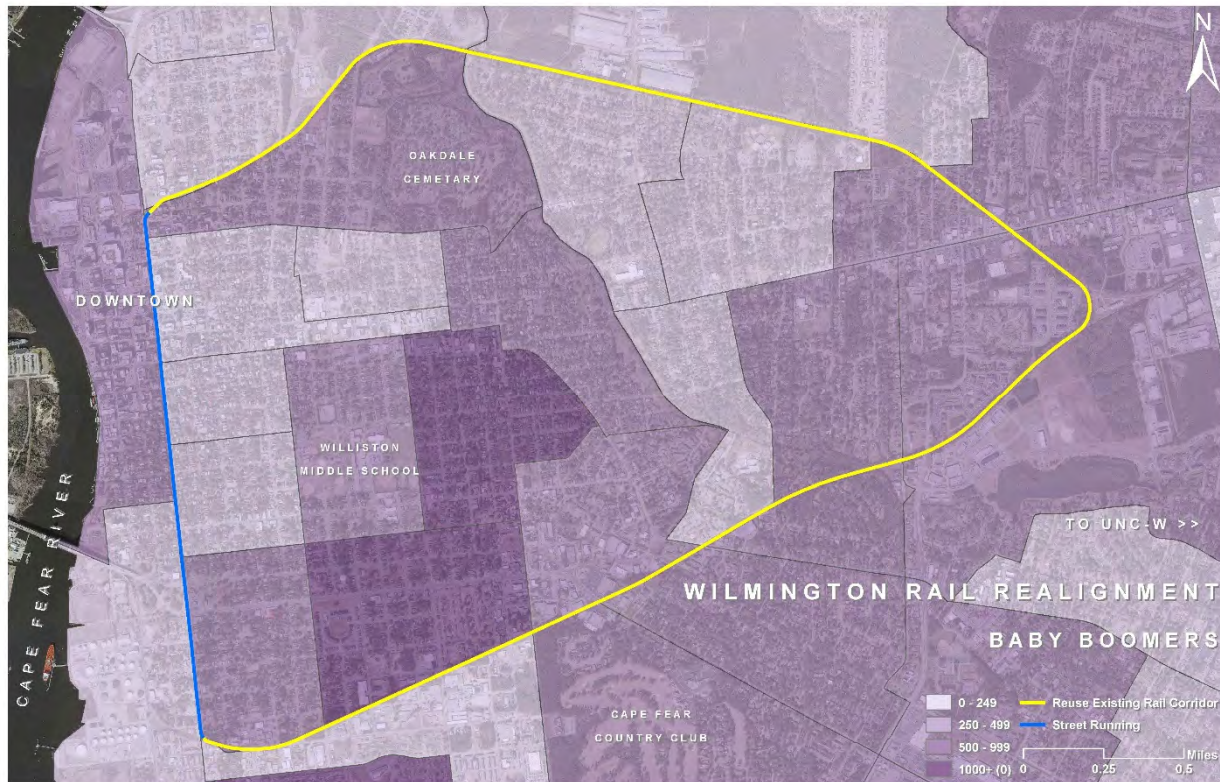 N
OAKDALE
CEMETARY
DOWNTOWN
WILLISTON
MIDDLE SCHOOL
CAPE FEAR RIVER
TO UNC-W >>
WILMINGTON RAIL REALIGNMENT
BABY BOOMERS
CAPE FEAR
COUNTRY CLUB
0 - 249
250 - 499
500 - 999
1000+ (0)
Reuse Existing Rail Corridor
Street Running
Miles
0 0.25 0.5